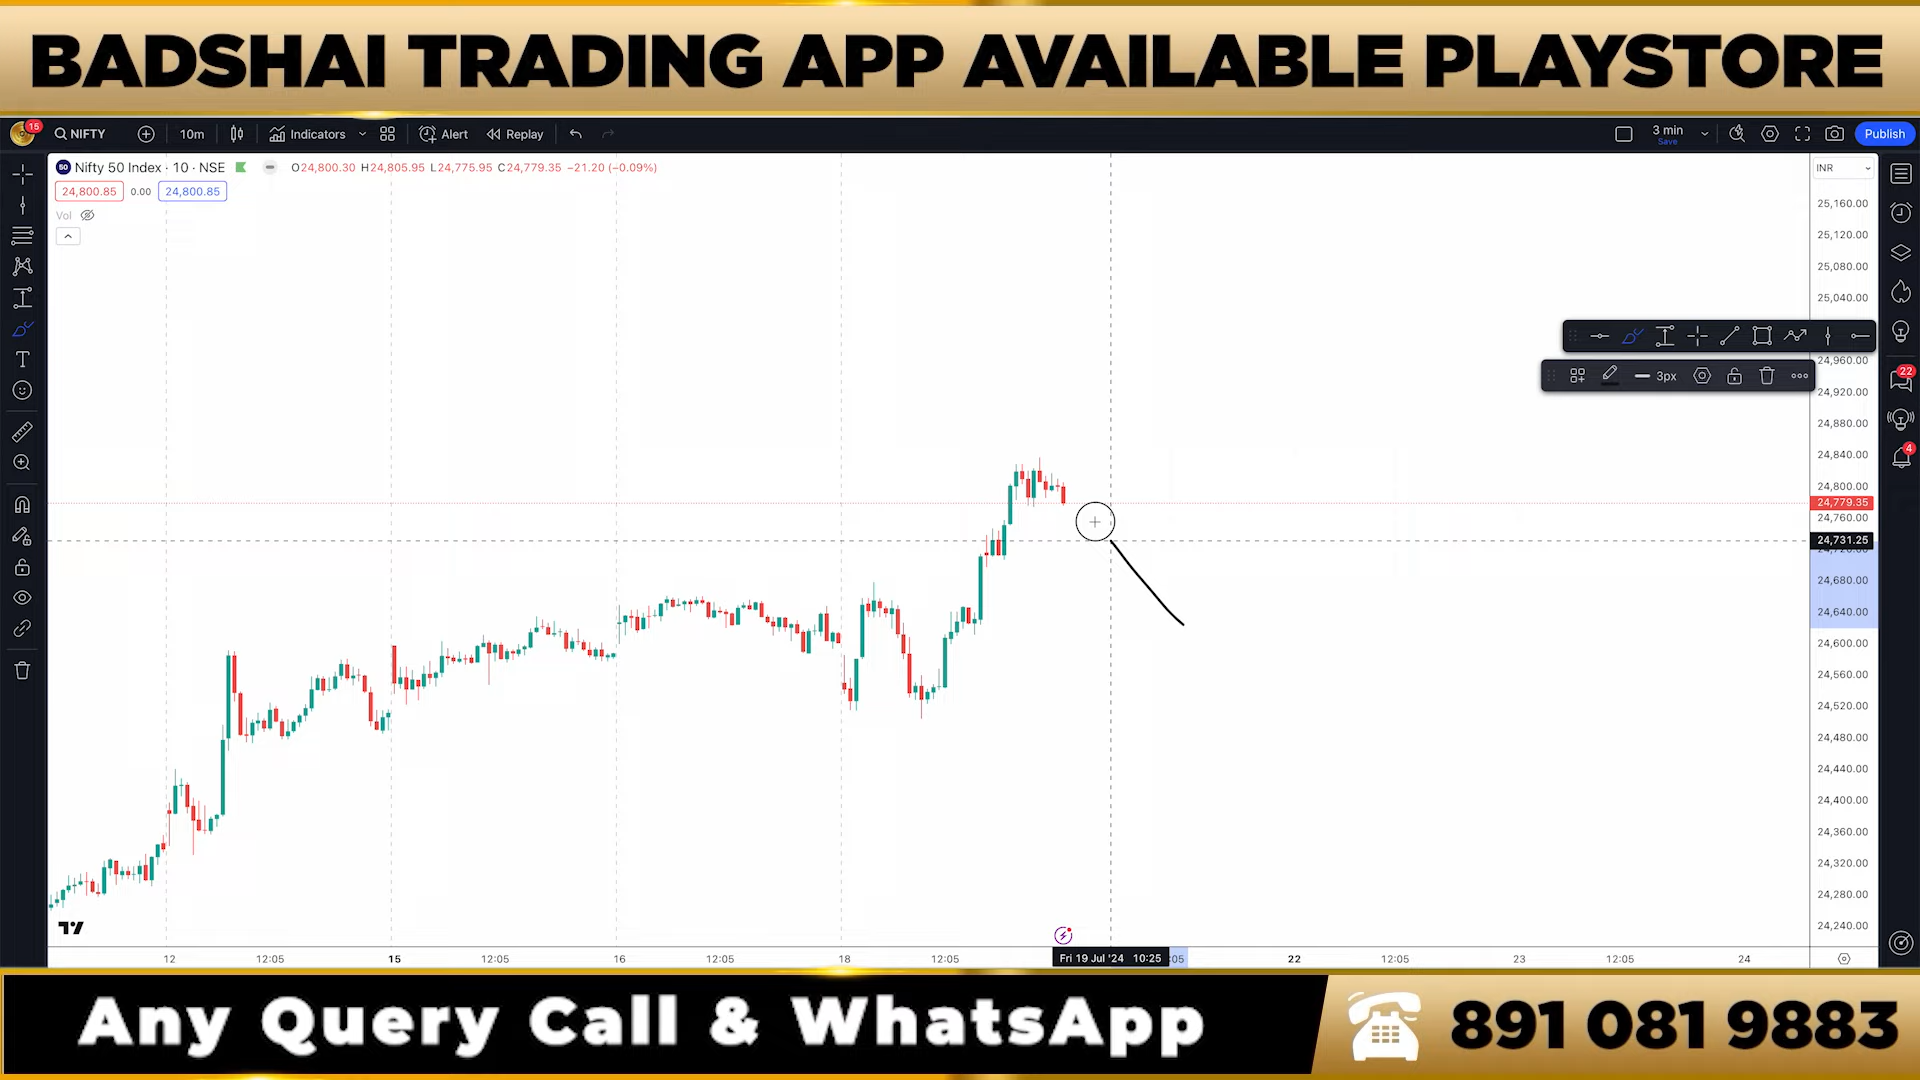 BADSHAI TRADING APP AVAILABLE PLAYSTORE
15
NIFTY
10m
Indicators
Alert
Replay
3 min
Save
Publish
50 Nifty 50 Index · 10 · NSE
O24,800.30 H24,805.95 L24,775.95 C24,779.35 −21.20 (−0.09%)
INR
24,800.85 0.00 24,800.85
Vol
25,160.00
25,120.00
25,080.00
25,040.00
24,960.00
3px
24,920.00
22
24,880.00
24,840.00
4
24,800.00
24,779.35
24,760.00
24,731.25
24,680.00
24,640.00
24,600.00
24,560.00
24,520.00
24,480.00
24,440.00
24,400.00
24,360.00
24,320.00
24,280.00
24,240.00
12 12:05 15 12:05 16 12:05 18 12:05 Fri 19 Jul '24 10:25 :05 22 12:05 23 12:05 24
Any Query Call & WhatsApp
891 081 9883